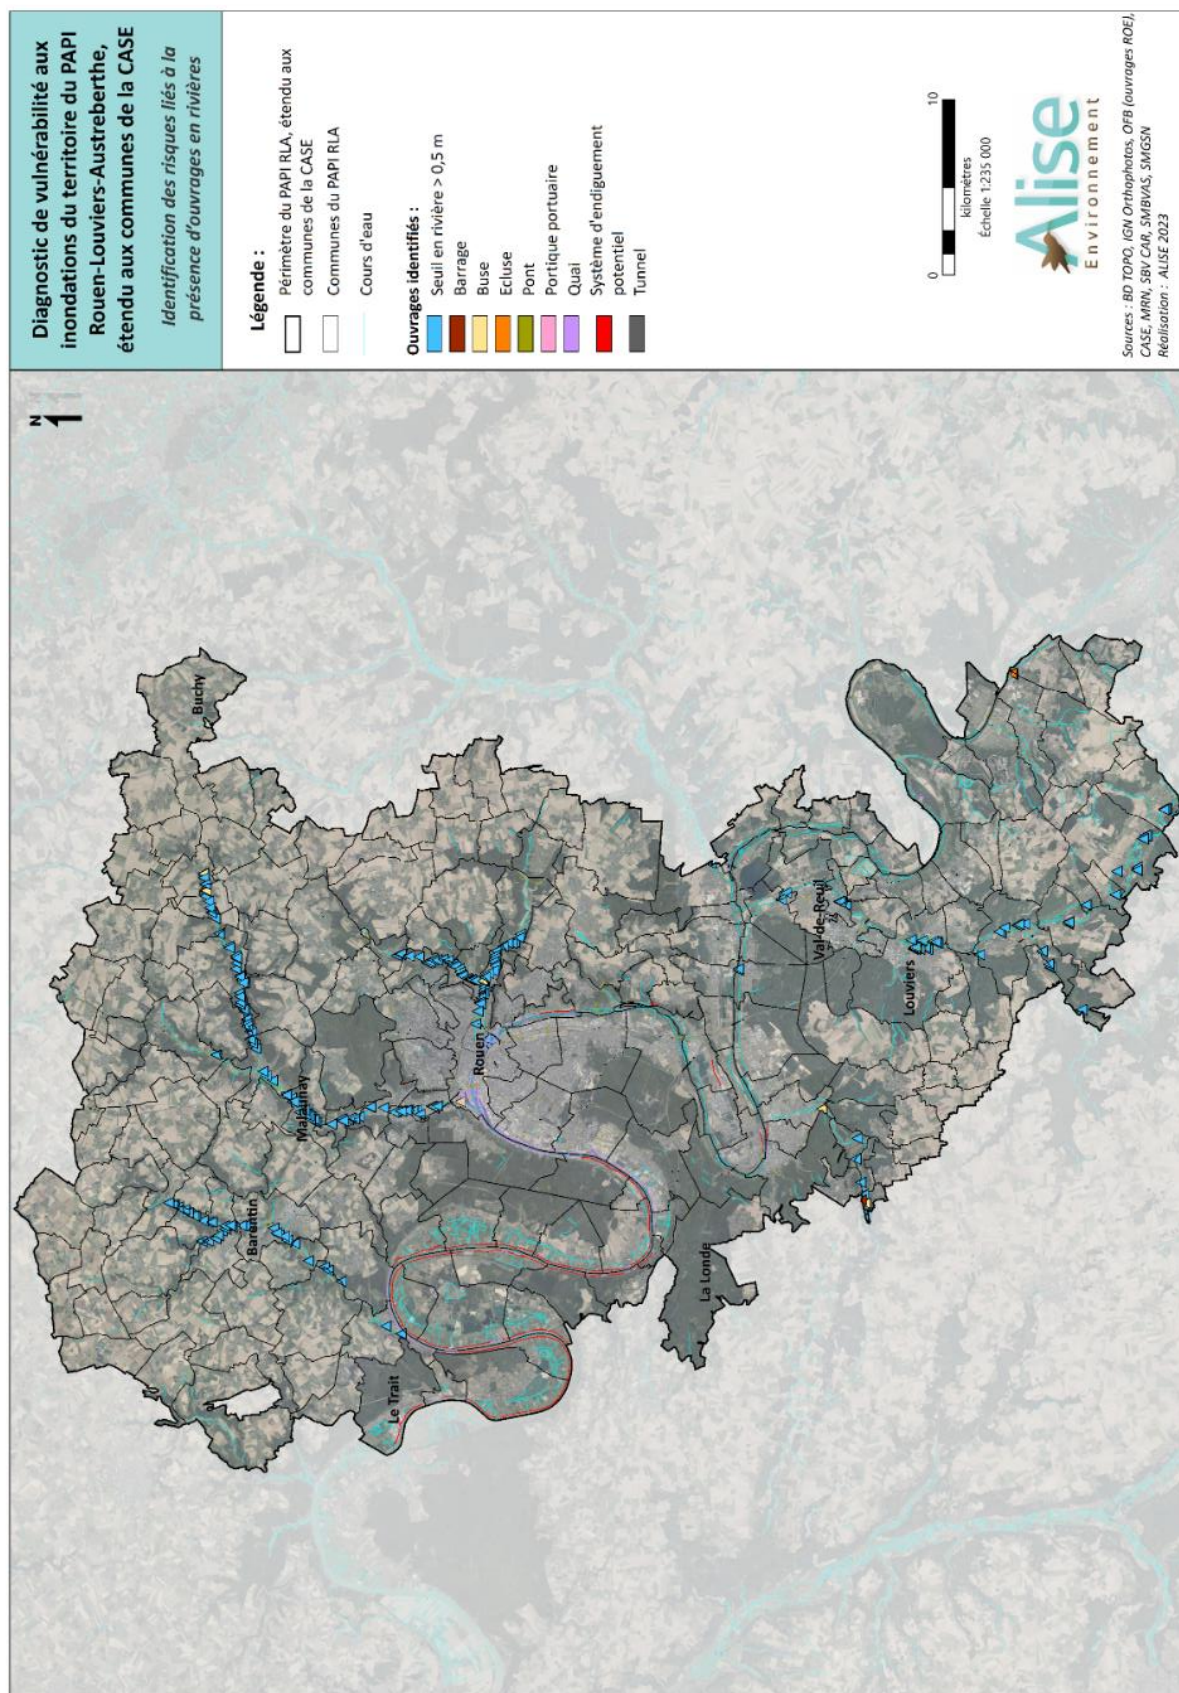 Diagnostic de vulnérabilité aux
inondations du territoire du PAPI
Rouen-Louviers-Austreberthe,
étendu aux communes de la CASE
Identification des risques liés à la
présence d'ouvrages en rivières
Légende :
Périmètre du PAPI RLA, étendu aux
communes de la CASE
Communes du PAPI RLA
Cours d'eau
Ouvrages identifiés :
Seuil en rivière > 0,5 m
Barrage
Buse
Ecluse
Pont
Portique portuaire
Quai
Système d'endiguement
potentiel
Tunnel
0
10
kilomètres
Échelle 1:235 000
Alise
Environnement
Sources : BD TOPO, IGN Orthophotos, OFB (ouvrages ROE),
CASE, MRN, SBV CAR, SMBVAS, SMGSN
Réalisation : ALISE 2023
N
Buchy
Malaunay
Barentin
Rouen
Le Trait
La Londe
Val-de-Reuil
Louviers